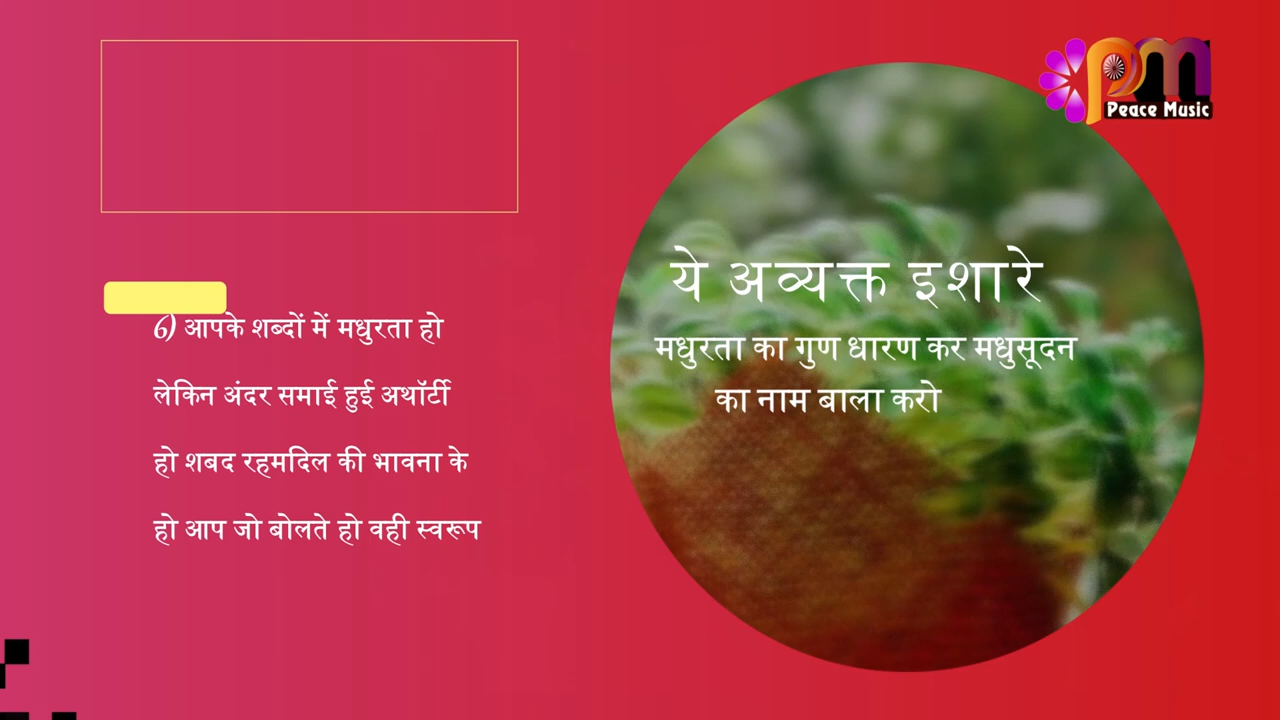 Peace Music
ये अव्यक्त इशारे
मधुरता का गुण धारण कर मधुसूदन
का नाम बाला करो
6) आपके शब्दों में मधुरता हो
लेकिन अंदर समाई हुई अथॉर्टी
हो शबद रहमदिल की भावना के
हो आप जो बोलते हो वही स्वरूप